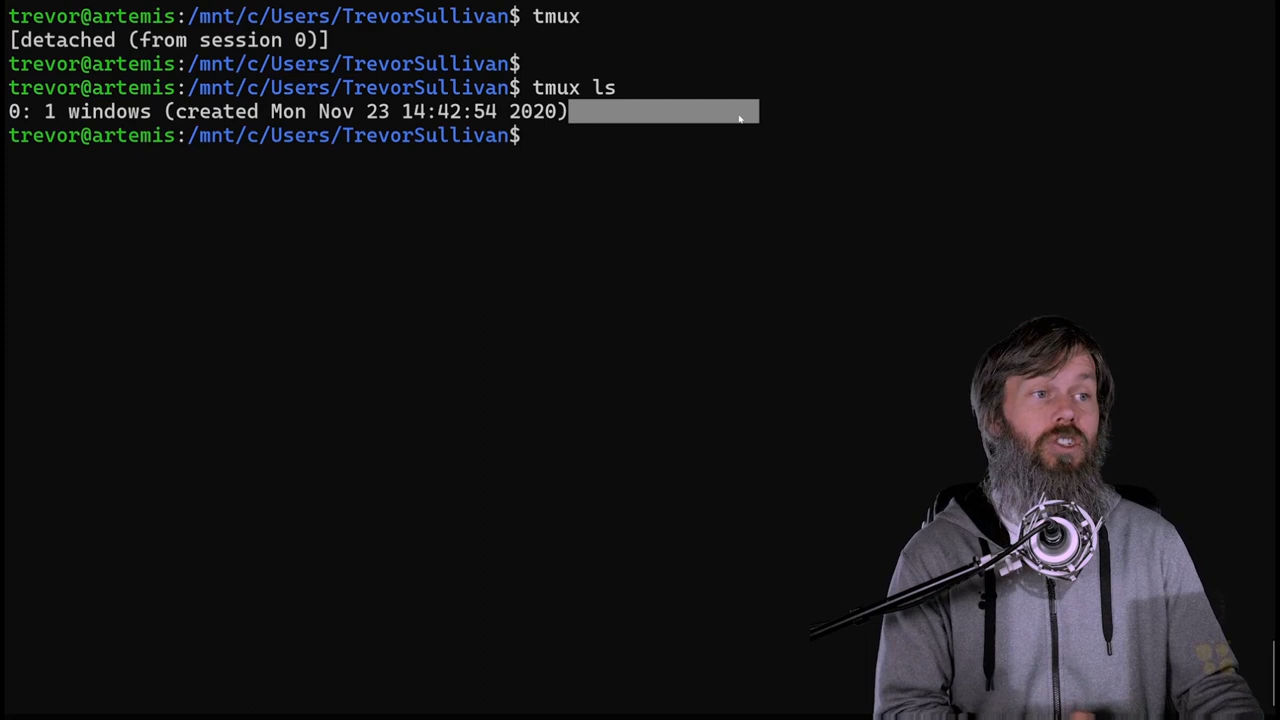 trevor@artemis:/mnt/c/Users/TrevorSullivan$ tmux
[detached (from session 0)]
trevor@artemis:/mnt/c/Users/TrevorSullivan$
trevor@artemis:/mnt/c/Users/TrevorSullivan$ tmux ls
0: 1 windows (created Mon Nov 23 14:42:54 2020)
trevor@artemis:/mnt/c/Users/TrevorSullivan$